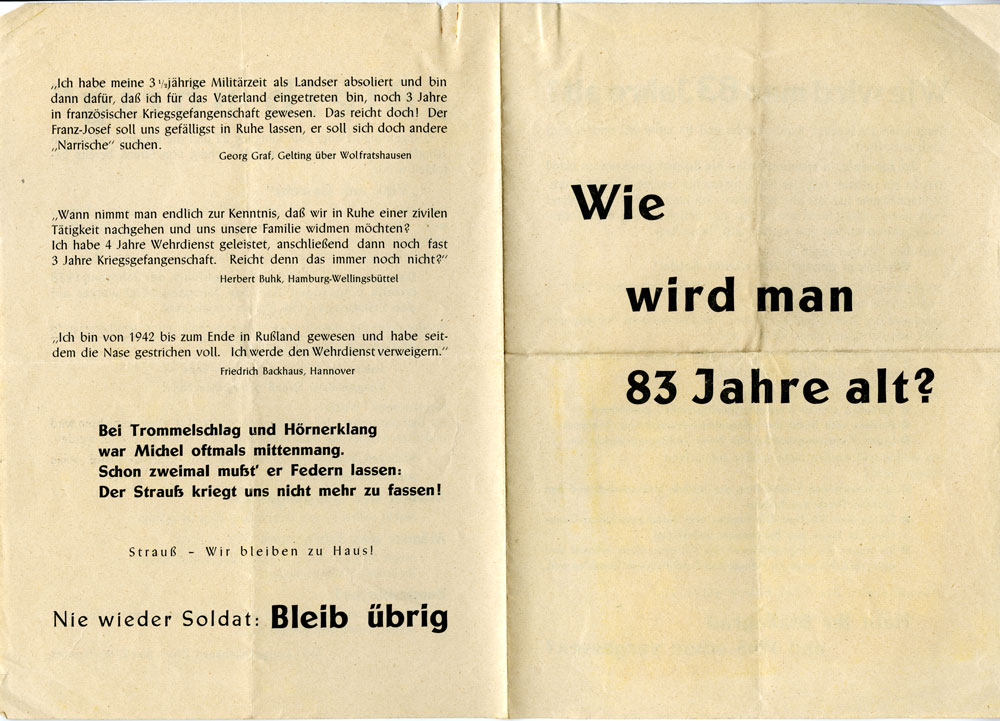 „Ich habe meine 3 ½jährige Militärzeit als Landser absoliert und bin
dann dafür, daß ich für das Vaterland eingetreten bin, noch 3 Jahre
in französischer Kriegsgefangenschaft gewesen. Das reicht doch! Der
Franz-Josef soll uns gefälligst in Ruhe lassen, er soll sich doch andere
„Narrische“ suchen.
Georg Graf, Gelting über Wolfratshausen
„Wann nimmt man endlich zur Kenntnis, daß wir in Ruhe einer zivilen
Tätigkeit nachgehen und uns unsere Familie widmen möchten?
Ich habe 4 Jahre Wehrdienst geleistet, anschließend dann noch fast
3 Jahre Kriegsgefangenschaft. Reicht denn das immer noch nicht?“
Herbert Buhk, Hamburg-Wellingsbüttel
„Ich bin von 1942 bis zum Ende in Rußland gewesen und habe seit-
dem die Nase gestrichen voll. Ich werde den Wehrdienst verweigern.“
Friedrich Backhaus, Hannover
Bei Trommelschlag und Hörnerklang
war Michel oftmals mittenmang.
Schon zweimal mußt' er Federn lassen:
Der Strauß kriegt uns nicht mehr zu fassen!
Strauß – Wir bleiben zu Haus!
Nie wieder Soldat: Bleib übrig
Wie
wird man
83 Jahre alt?